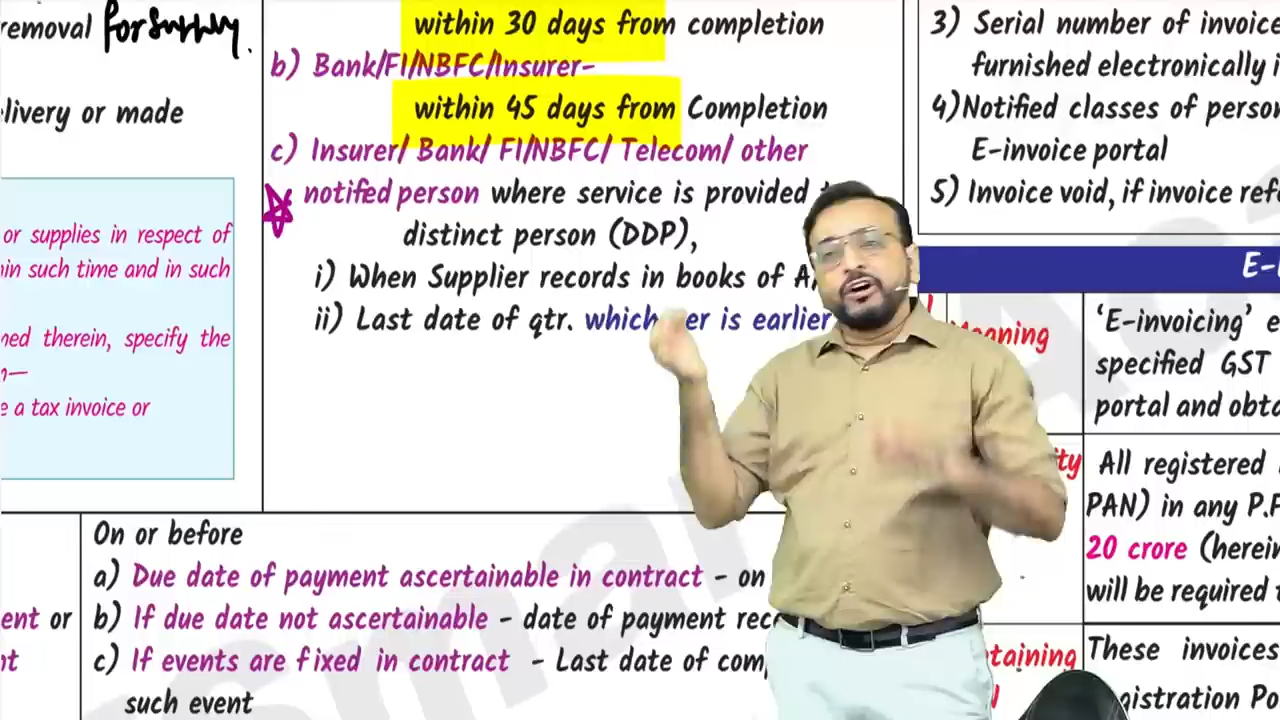 removal for supply.
livery or made
or supplies in respect of
in such time and in such
ned therein, specify the
e a tax invoice or
within 30 days from completion
b) Bank/FI/NBFC/Insurer-
within 45 days from Completion
c) Insurer/ Bank/ FI/NBFC/ Telecom/ other
notified person where service is provided
distinct person (DDP),
i) When Supplier records in books of A
ii) Last date of qtr. whichever is earlier
3) Serial number of invoice
furnished electronically i
4)Notified classes of person
E-invoice portal
5) Invoice void, if invoice ref
E-
Meaning
'E-invoicing' e
specified GST
portal and obta
ty
All registered
PAN) in any P.F
20 crore (herein
will be required t
taining
These invoices
gistration Po
ent or
nt
On or before
a) Due date of payment ascertainable in contract - on
b) If due date not ascertainable - date of payment rec
c) If events are fixed in contract - Last date of com
such event